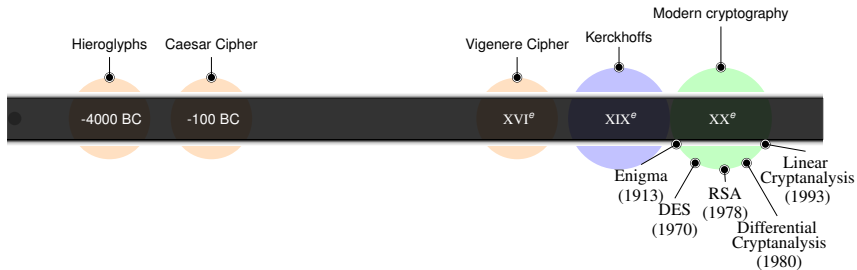 Modern cryptography
Hieroglyphs
Caesar Cipher
Vigenere Cipher
Kerckhoffs
-4000 BC
-100 BC
XVIe
XIXe
XXe
Enigma
(1913)
DES
(1970)
RSA
(1978)
Differential
Cryptanalysis
(1980)
Linear
Cryptanalysis
(1993)